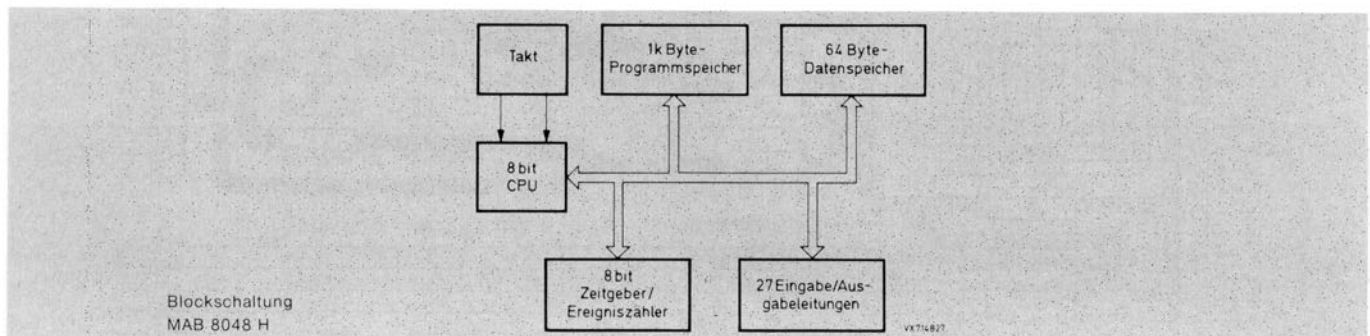 Takt
1k Byte-
Programmspeicher
64 Byte-
Datenspeicher
8 bit
CPU
8 bit
Zeitgeber/
Ereigniszähler
27 Eingabe/Aus-
gabeleitungen
Blockschaltung
MAB 8048 H
VX714827